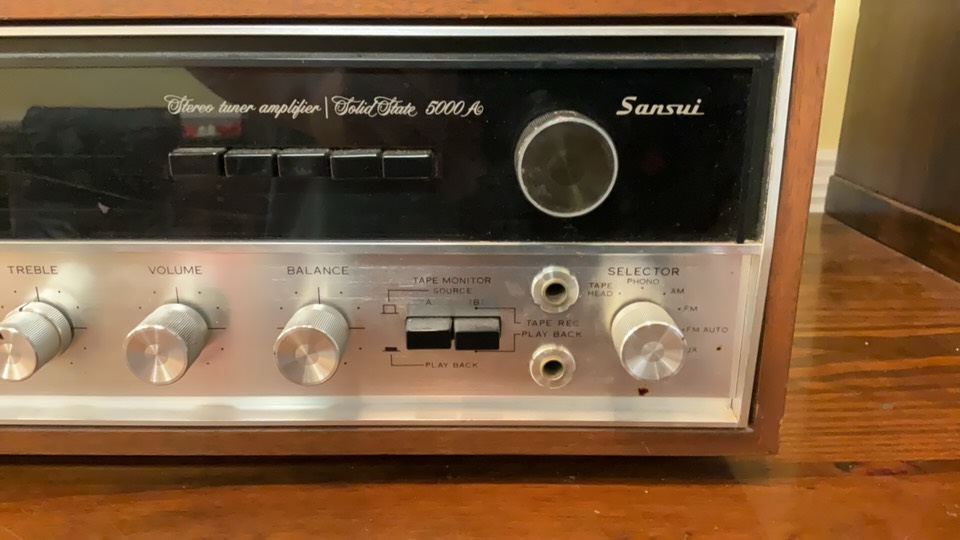 Stereo tuner amplifier | Solid State 5000A
Sansui
TREBLE
VOLUME
BALANCE
TAPE MONITOR
SOURCE
A
(B)
PLAY BACK
TAPE REC
PLAY BACK
SELECTOR
TAPE HEAD
PHONO
AM
FM
FM AUTO